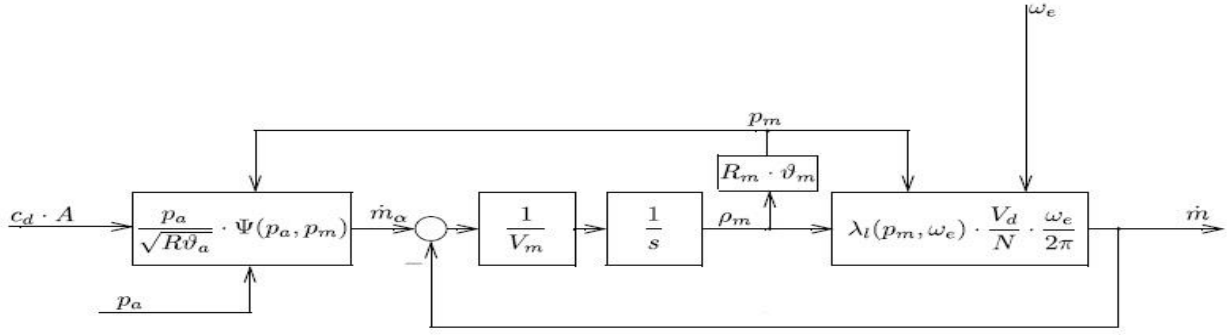 ω_e
p_m
R_m · ϑ_m
c_d · A
p_a / √(Rϑ_a) · Ψ(p_a, p_m)
ṁ_α
−
1 / V_m
1 / s
ρ_m
λ_l(p_m, ω_e) · V_d / N · ω_e / 2π
ṁ
p_a